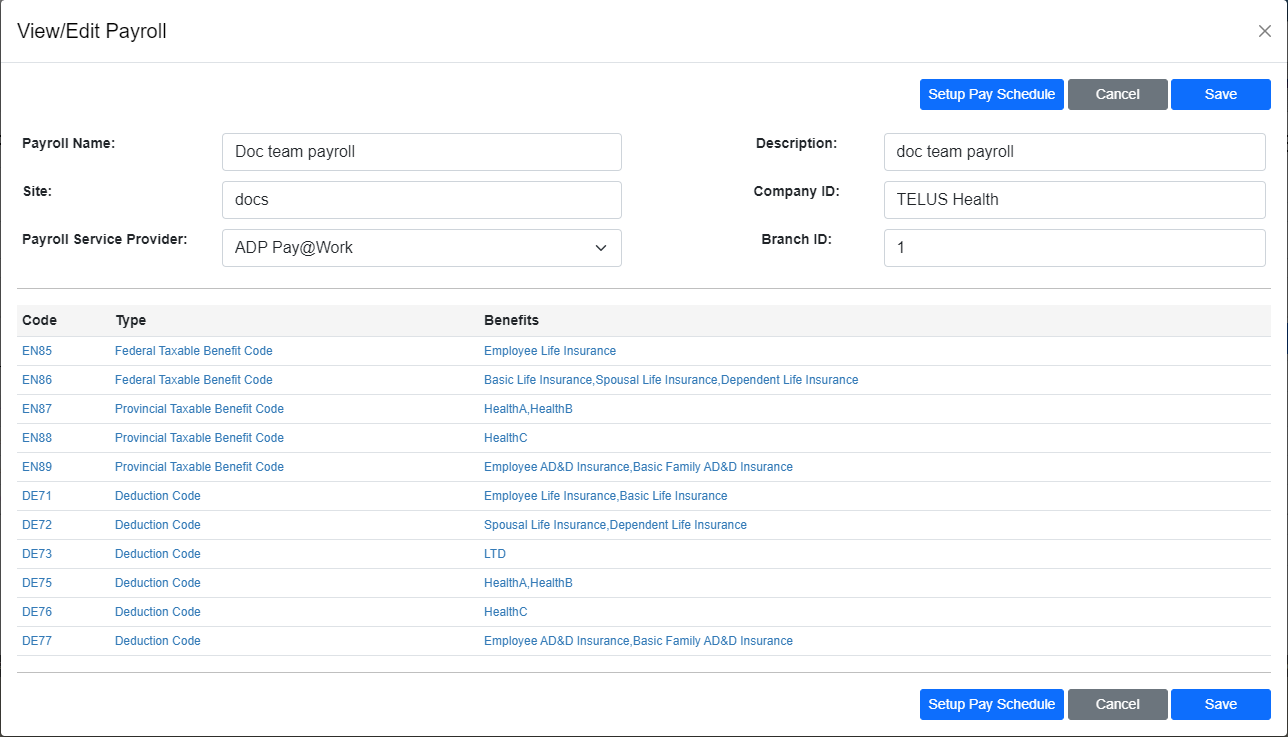 View/Edit Payroll
Setup Pay Schedule Cancel Save
Payroll Name: Doc team payroll Description: doc team payroll
Site: docs Company ID: TELUS Health
Payroll Service Provider: ADP Pay@Work Branch ID: 1
Code Type Benefits
EN85 Federal Taxable Benefit Code Employee Life Insurance
EN86 Federal Taxable Benefit Code Basic Life Insurance,Spousal Life Insurance,Dependent Life Insurance
EN87 Provincial Taxable Benefit Code HealthA,HealthB
EN88 Provincial Taxable Benefit Code HealthC
EN89 Provincial Taxable Benefit Code Employee AD&D Insurance,Basic Family AD&D Insurance
DE71 Deduction Code Employee Life Insurance,Basic Life Insurance
DE72 Deduction Code Spousal Life Insurance,Dependent Life Insurance
DE73 Deduction Code LTD
DE75 Deduction Code HealthA,HealthB
DE76 Deduction Code HealthC
DE77 Deduction Code Employee AD&D Insurance,Basic Family AD&D Insurance
Setup Pay Schedule Cancel Save